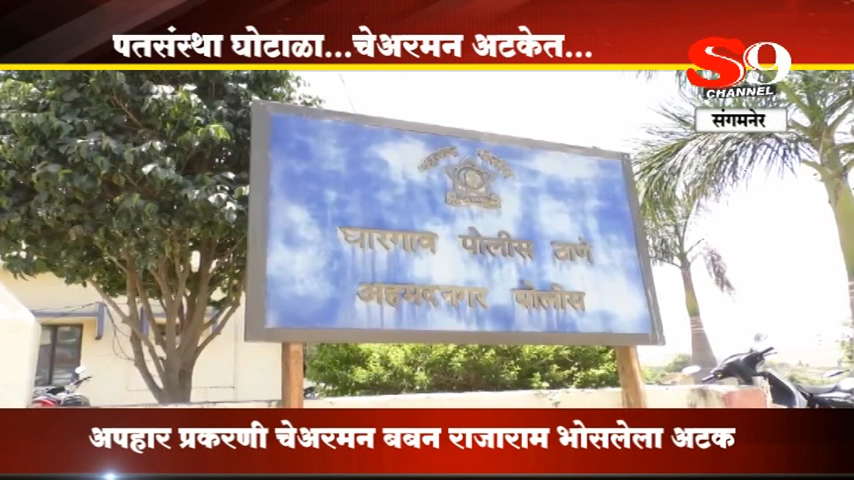 पतसंस्था घोटाळा...चेअरमन अटकेत...
S9
CHANNEL
संगमनेर
घारगाव पोलीस ठाणे
अहमदनगर पोलीस
अपहार प्रकरणी चेअरमन बबन राजाराम भोसलेला अटक